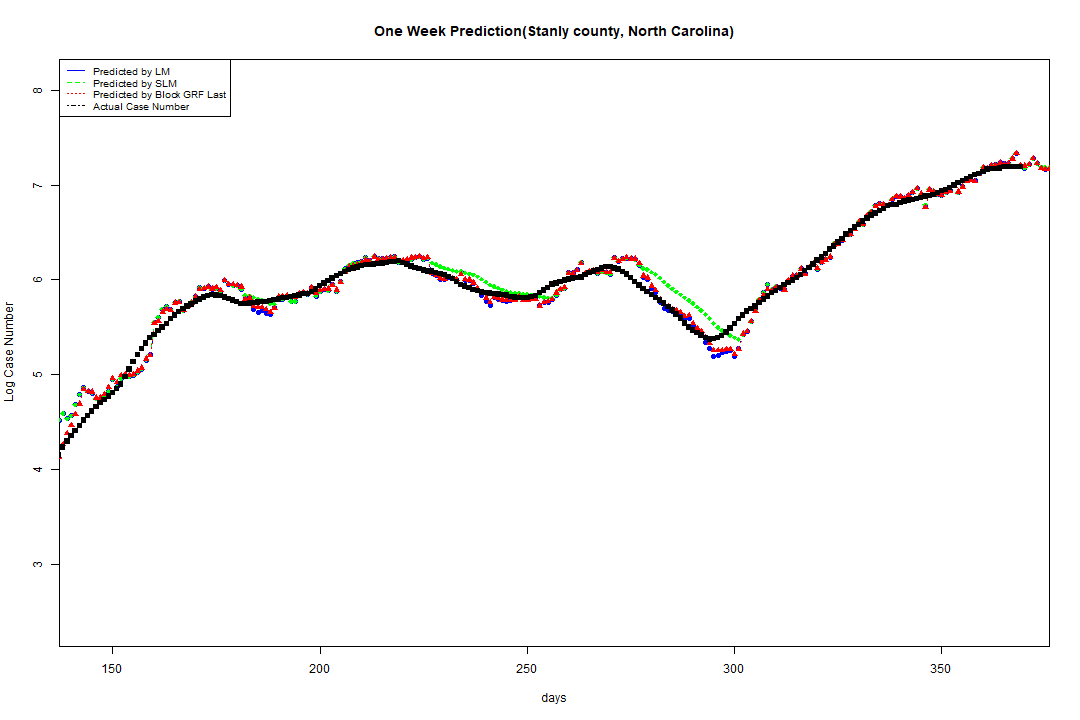 One Week Prediction(Stanly county, North Carolina)
Predicted by LM
Predicted by SLM
Predicted by Block GRF Last
Actual Case Number
8
7
6
5
4
3
Log Case Number
150 200 250 300 350
days